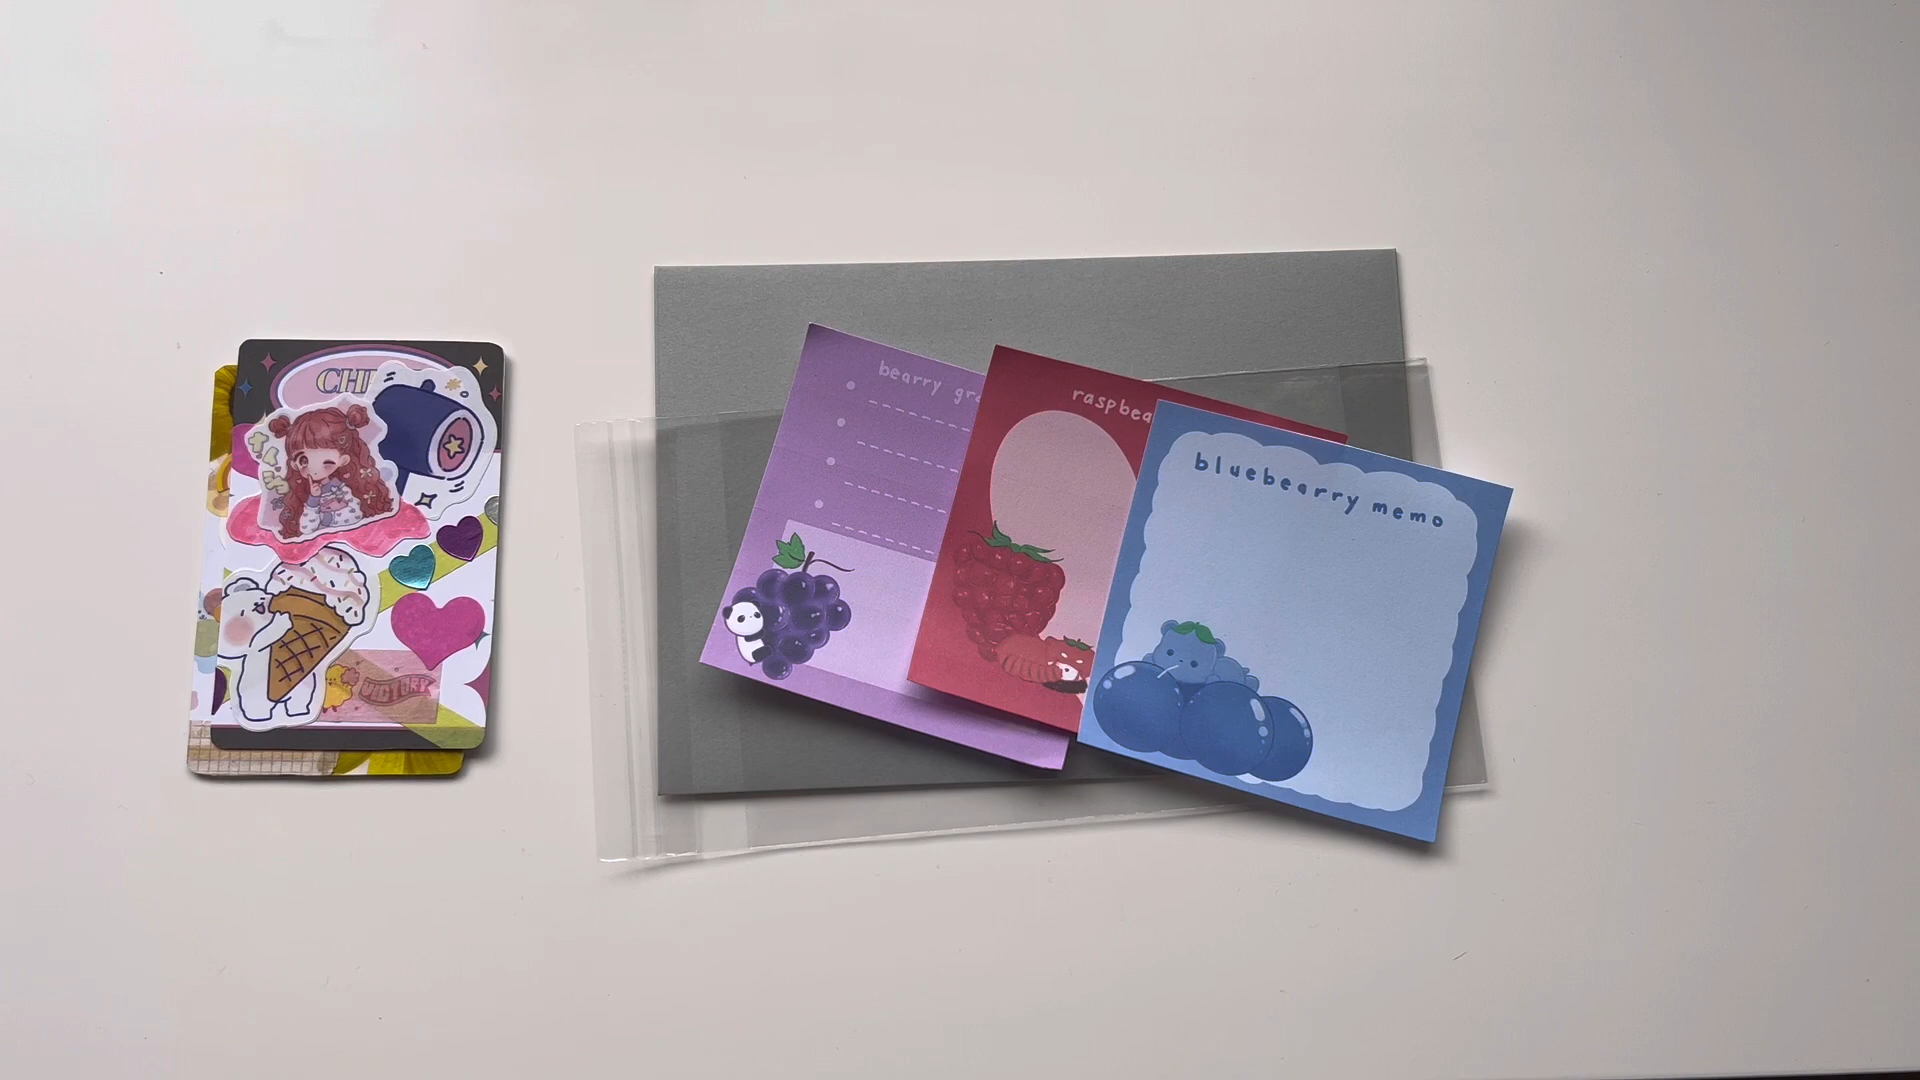 CH
VICTORY
bearry gr
raspbea
bluebearry memo